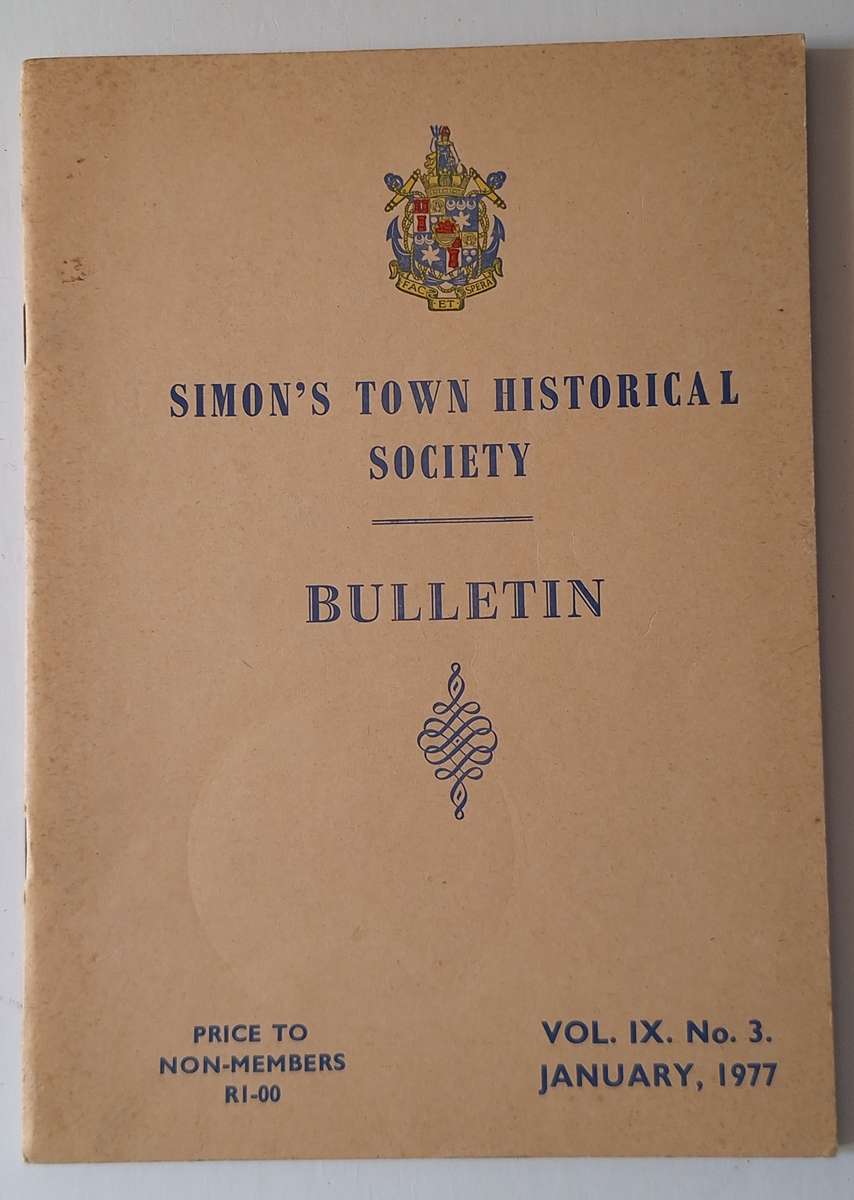 FAC ET SPERA
SIMON'S TOWN HISTORICAL
SOCIETY
BULLETIN
PRICE TO
NON-MEMBERS
R1-00
VOL. IX. No. 3.
JANUARY, 1977